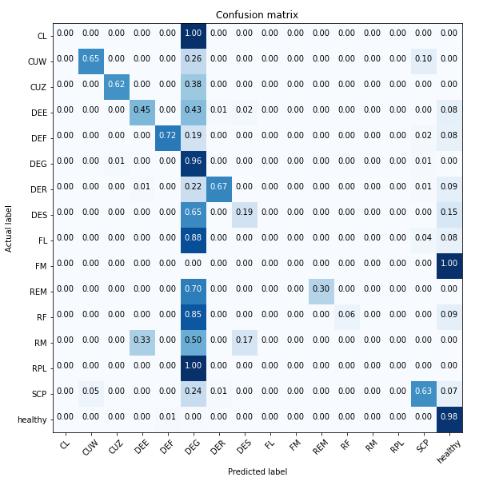 Confusion matrix
CL 0.00 0.00 0.00 0.00 0.00 1.00 0.00 0.00 0.00 0.00 0.00 0.00 0.00 0.00 0.00 0.00
CUW 0.00 0.65 0.00 0.00 0.00 0.26 0.00 0.00 0.00 0.00 0.00 0.00 0.00 0.00 0.10 0.00
CUZ 0.00 0.00 0.62 0.00 0.00 0.38 0.00 0.00 0.00 0.00 0.00 0.00 0.00 0.00 0.00 0.00
DEE 0.00 0.00 0.00 0.45 0.00 0.43 0.01 0.02 0.00 0.00 0.00 0.00 0.00 0.00 0.00 0.08
DEF 0.00 0.00 0.00 0.00 0.72 0.19 0.00 0.00 0.00 0.00 0.00 0.00 0.00 0.00 0.02 0.08
DEG 0.00 0.00 0.01 0.00 0.00 0.96 0.00 0.00 0.00 0.00 0.00 0.00 0.00 0.00 0.01 0.00
DER 0.00 0.00 0.00 0.01 0.00 0.22 0.67 0.00 0.00 0.00 0.00 0.00 0.00 0.00 0.01 0.09
DES 0.00 0.00 0.00 0.00 0.00 0.65 0.00 0.19 0.00 0.00 0.00 0.00 0.00 0.00 0.00 0.15
FL 0.00 0.00 0.00 0.00 0.00 0.88 0.00 0.00 0.00 0.00 0.00 0.00 0.00 0.00 0.04 0.08
FM 0.00 0.00 0.00 0.00 0.00 0.00 0.00 0.00 0.00 0.00 0.00 0.00 0.00 0.00 0.00 1.00
REM 0.00 0.00 0.00 0.00 0.00 0.70 0.00 0.00 0.00 0.00 0.30 0.00 0.00 0.00 0.00 0.00
RF 0.00 0.00 0.00 0.00 0.00 0.85 0.00 0.00 0.00 0.00 0.00 0.06 0.00 0.00 0.00 0.09
RM 0.00 0.00 0.00 0.33 0.00 0.50 0.00 0.17 0.00 0.00 0.00 0.00 0.00 0.00 0.00 0.00
RPL 0.00 0.00 0.00 0.00 0.00 1.00 0.00 0.00 0.00 0.00 0.00 0.00 0.00 0.00 0.00 0.00
SCP 0.00 0.05 0.00 0.00 0.00 0.24 0.01 0.00 0.00 0.00 0.00 0.00 0.00 0.00 0.63 0.07
healthy 0.00 0.00 0.00 0.00 0.01 0.00 0.00 0.00 0.00 0.00 0.00 0.00 0.00 0.00 0.00 0.98
Actual label
CL CUW CUZ DEE DEF DEG DER DES FL FM REM RF RM RPL SCP healthy
Predicted label